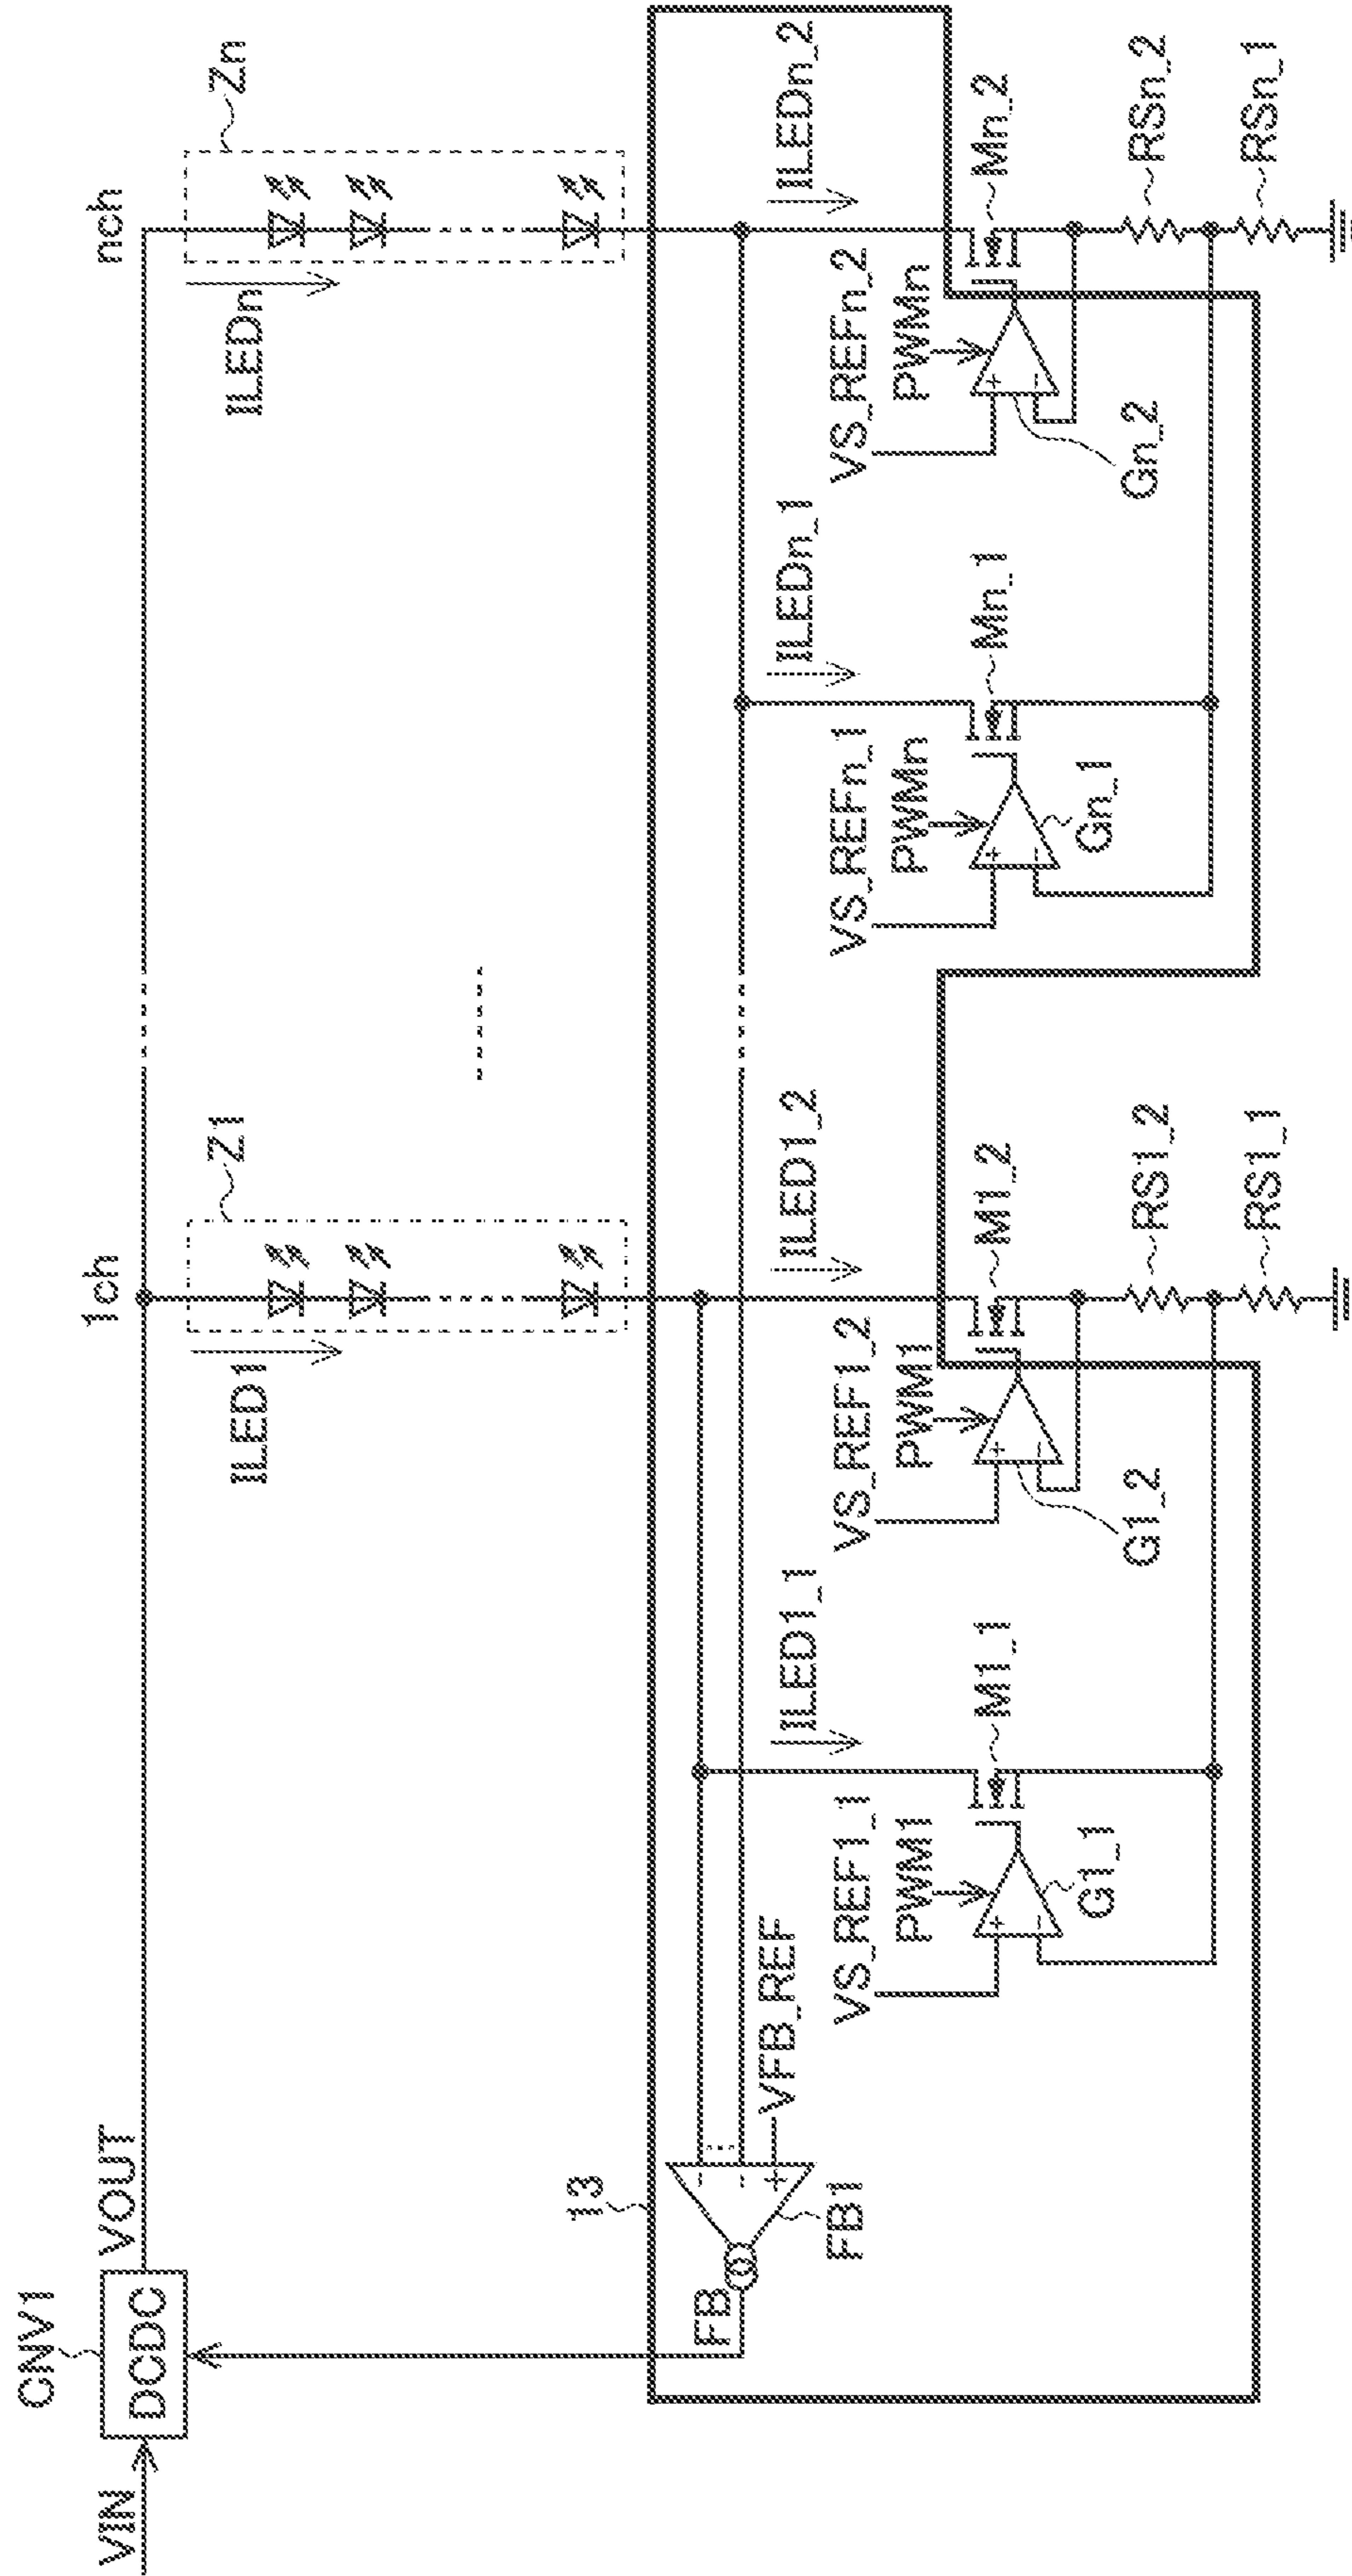 VIN
CNV1
DCDC
VOUT
1ch
nch
ILED1
Z1
ILEDn
Zn
13
FB
FB1
-
-
+
VFB_REF
ILED1_1
ILED1_2
ILEDn_1
ILEDn_2
VS_REF1_1
PWM1
+
-
G1_1
M1_1
VS_REF1_2
PWM1
+
-
G1_2
M1_2
RS1_2
RS1_1
VS_REFn_1
PWMn
+
-
Gn_1
Mn_1
VS_REFn_2
PWMn
+
-
Gn_2
Mn_2
RSn_2
RSn_1